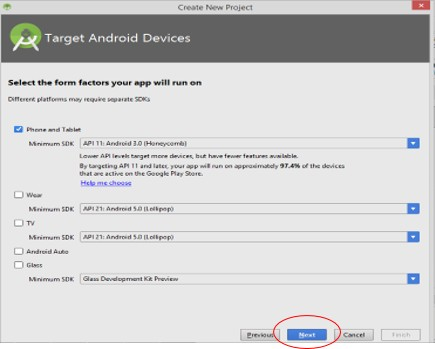 Create New Project
Target Android Devices
Select the form factors your app will run on
Different platforms may require separate SDKs
Phone and Tablet
Minimum SDK API 11: Android 3.0 (Honeycomb)
Lower API levels target more devices, but have fewer features available.
By targeting API 11 and later, your app will run on approximately 97.4% of the devices
that are active on the Google Play Store.
Help me choose
Wear
Minimum SDK API 21: Android 5.0 (Lollipop)
TV
Minimum SDK API 21: Android 5.0 (Lollipop)
Android Auto
Glass
Minimum SDK Glass Development Kit Preview
Previous Next Cancel Finish